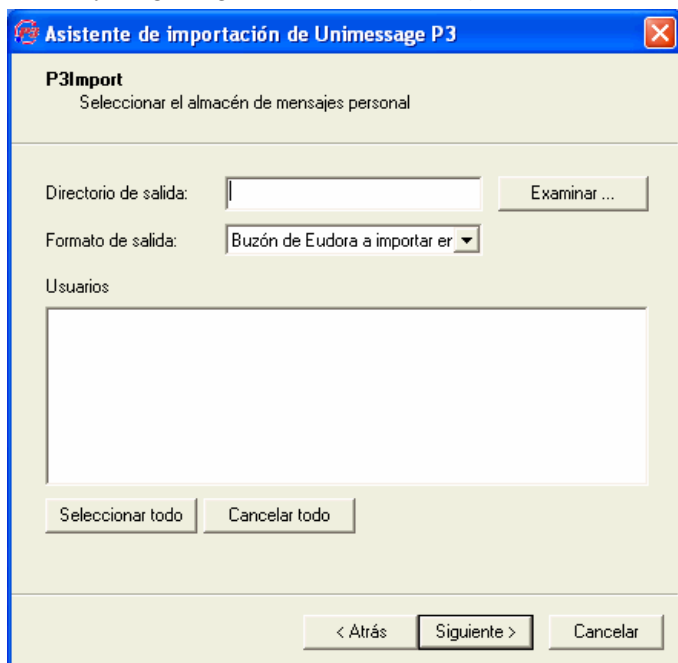 Asistente de importación de Unimessage P3
P3Import
Seleccionar el almacén de mensajes personal
Directorio de salida:
Examinar ...
Formato de salida:
Buzón de Eudora a importar er
Usuarios
Seleccionar todo
Cancelar todo
< Atrás
Siguiente >
Cancelar